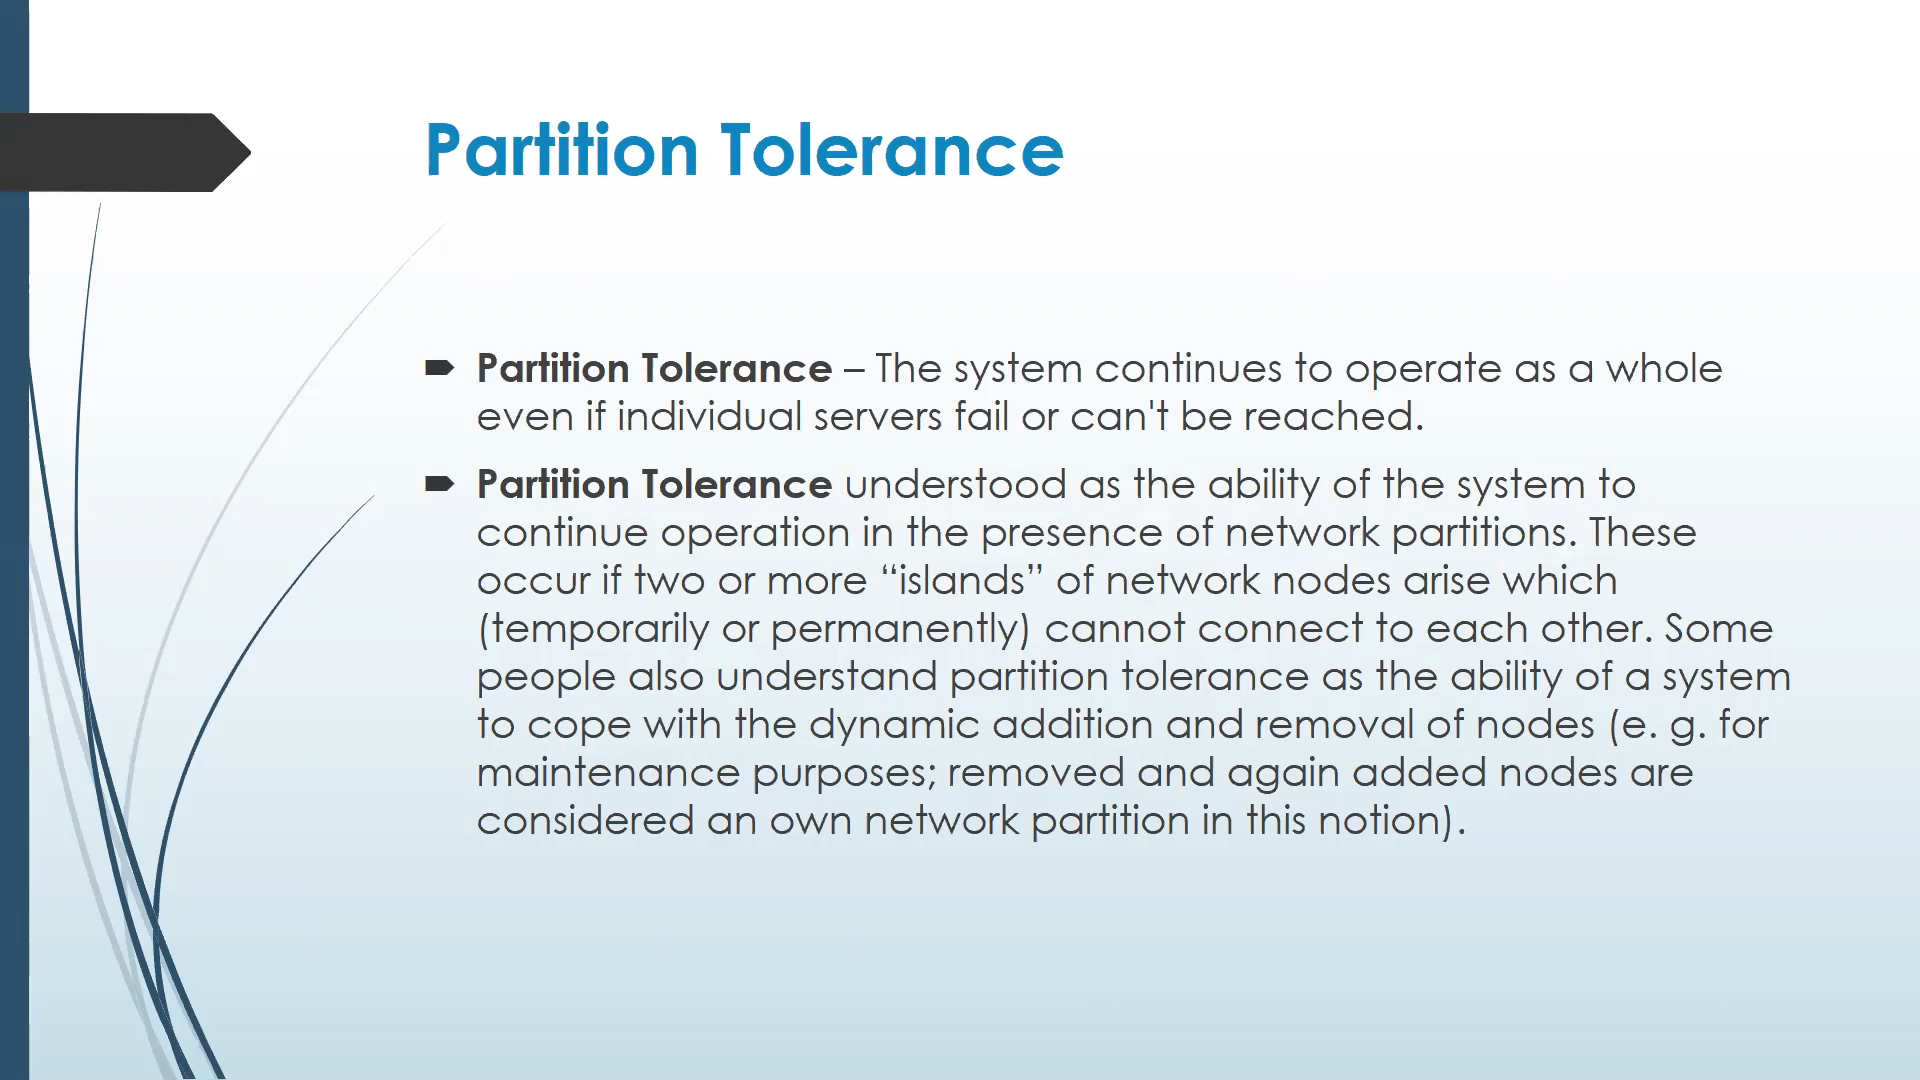 Partition Tolerance
Partition Tolerance – The system continues to operate as a whole
even if individual servers fail or can't be reached.
Partition Tolerance understood as the ability of the system to
continue operation in the presence of network partitions. These
occur if two or more “islands” of network nodes arise which
(temporarily or permanently) cannot connect to each other. Some
people also understand partition tolerance as the ability of a system
to cope with the dynamic addition and removal of nodes (e. g. for
maintenance purposes; removed and again added nodes are
considered an own network partition in this notion).